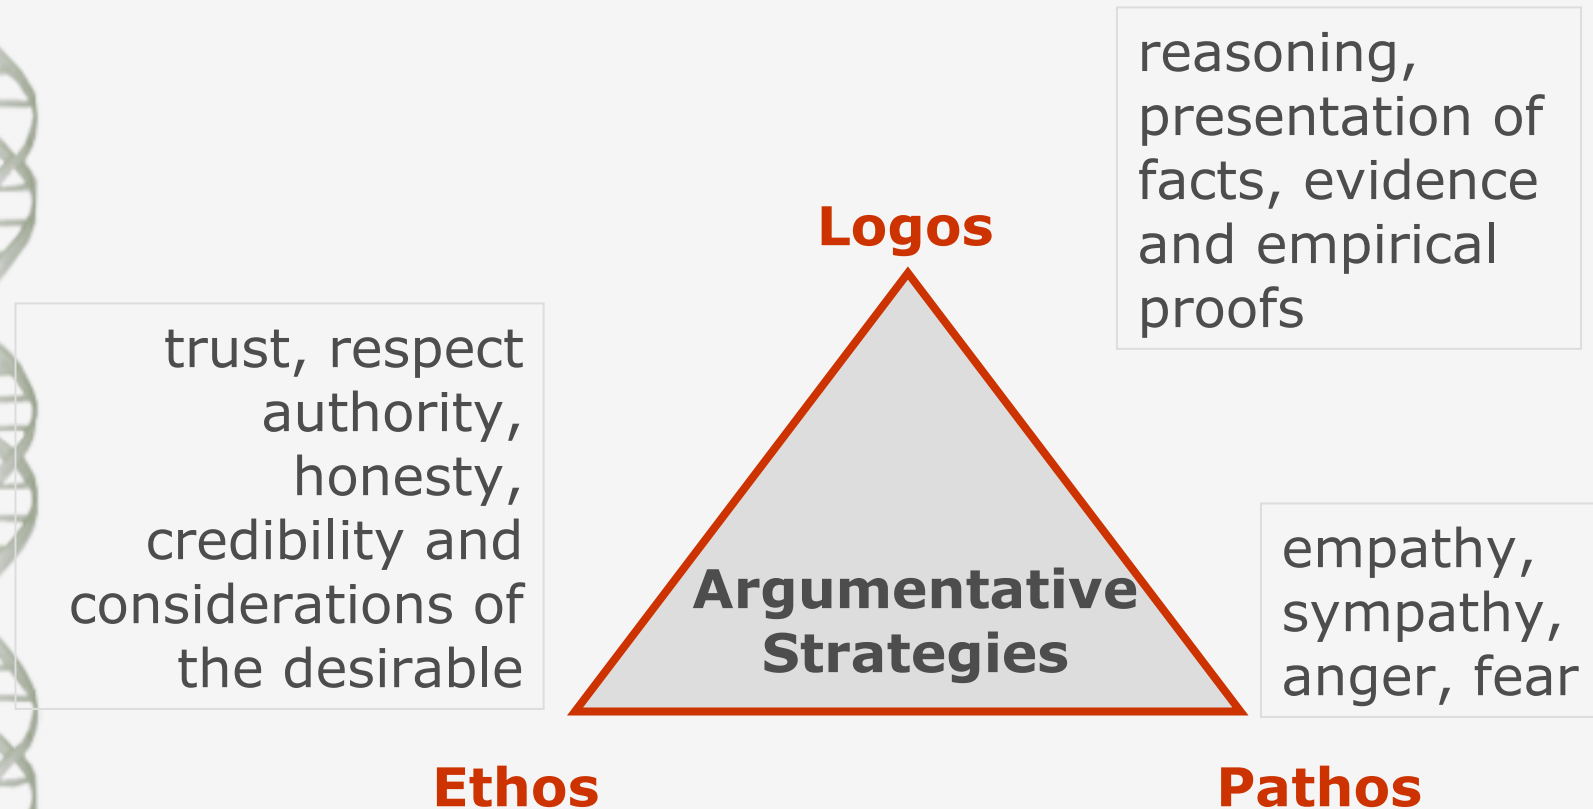 reasoning,
presentation of
facts, evidence
and empirical
proofs
Logos
trust, respect
authority,
honesty,
credibility and
considerations of
the desirable
Argumentative
Strategies
empathy,
sympathy,
anger, fear
Ethos
Pathos